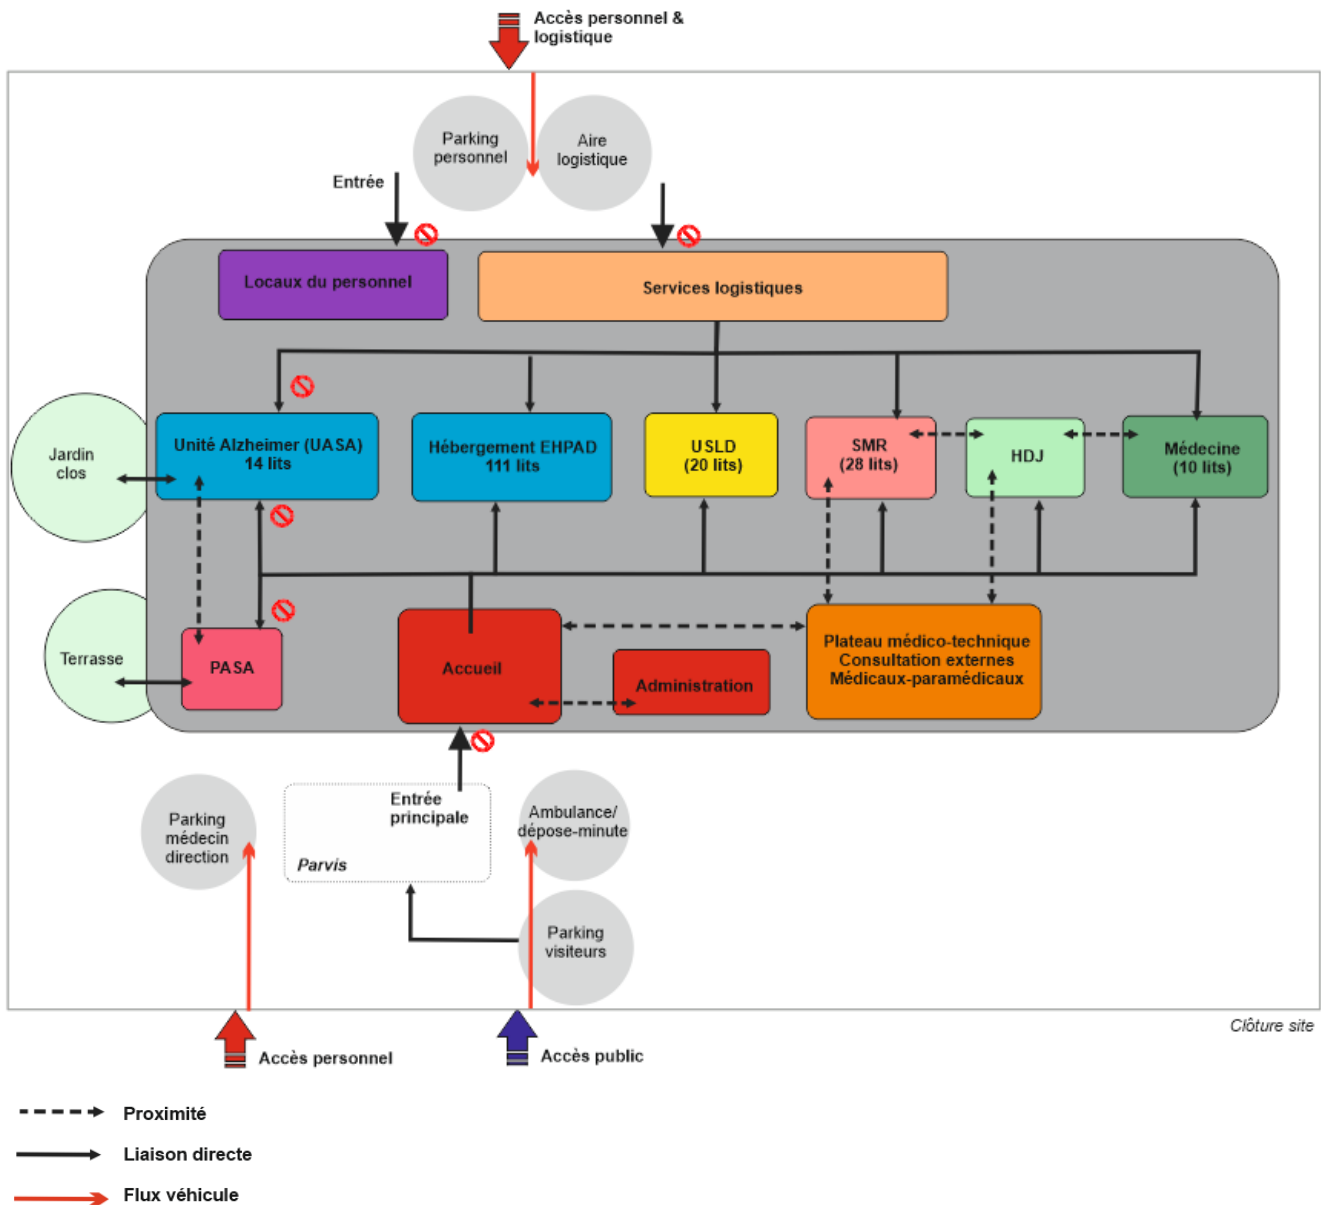 Accès personnel &
logistique
Parking
personnel
Aire
logistique
Entrée
Locaux du personnel
Services logistiques
Jardin
clos
Unité Alzheimer (UASA)
14 lits
Hébergement EHPAD
111 lits
USLD
(20 lits)
SMR
(28 lits)
HDJ
Médecine
(10 lits)
Terrasse
PASA
Accueil
Administration
Plateau médico-technique
Consultation externes
Médicaux-paramédicaux
Parking
médecin
direction
Entrée
principale
Parvis
Ambulance/
dépose-minute
Parking
visiteurs
Clôture site
Accès personnel
Accès public
Proximité
Liaison directe
Flux véhicule